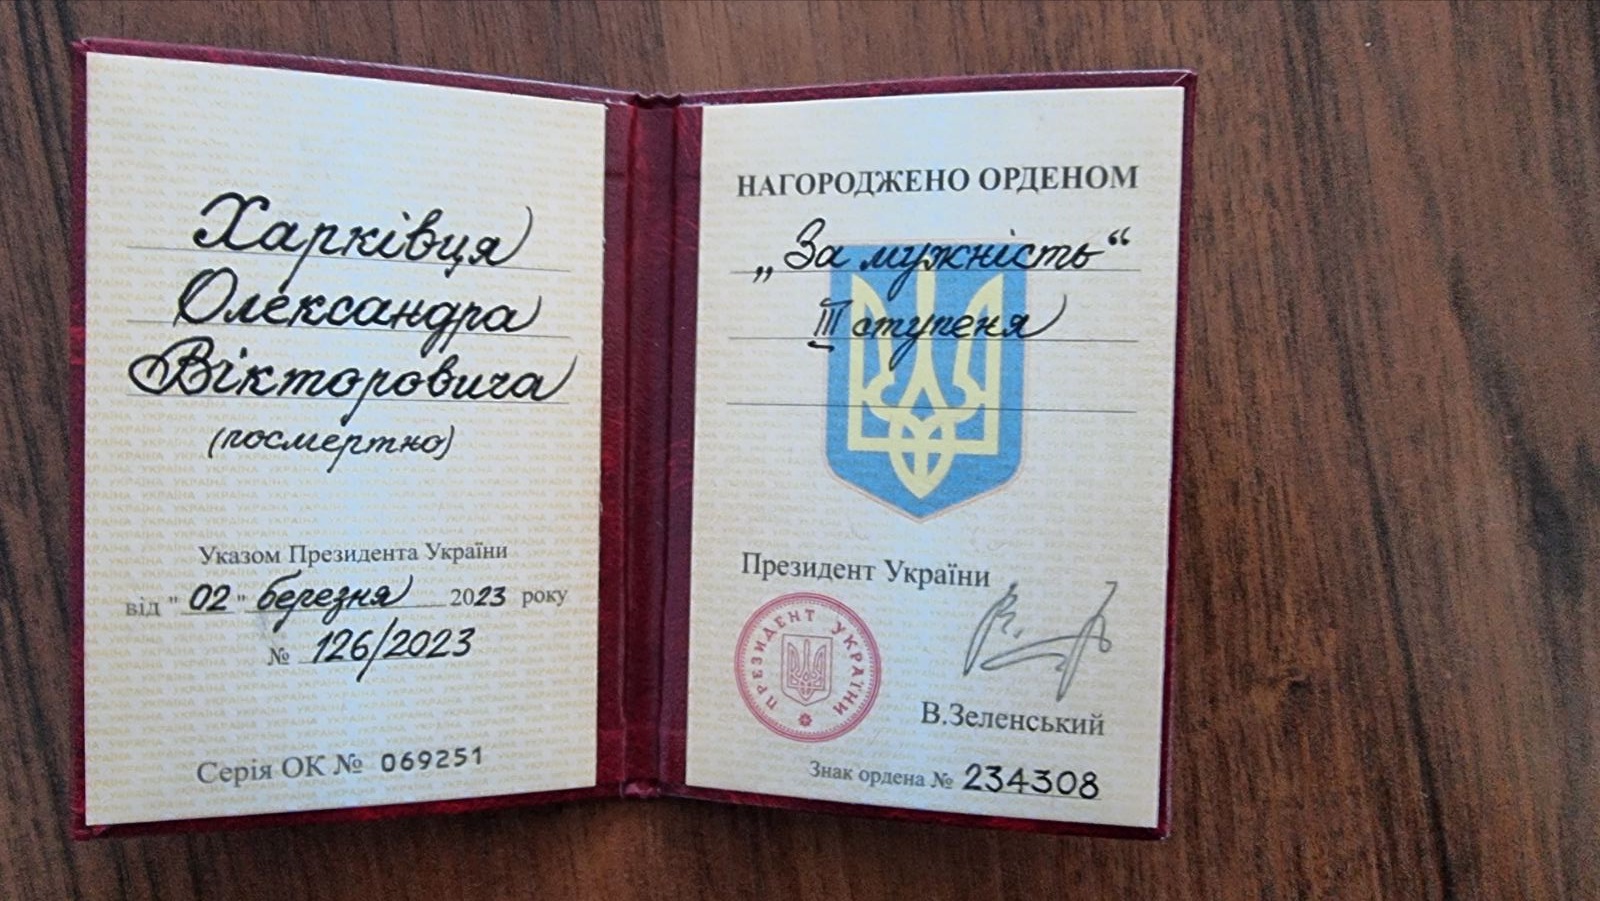 Харківця
Олександра
Вікторовича
(посмертно)
Указом Президента України
від "02" березня 2023 року
№ 126/2023
Серія ОК № 069251
НАГОРОДЖЕНО ОРДЕНОМ
„За мужність“
III ступеня
Президент України
ПРЕЗИДЕНТ УКРАЇНИ
В.Зеленський
Знак ордена № 234308